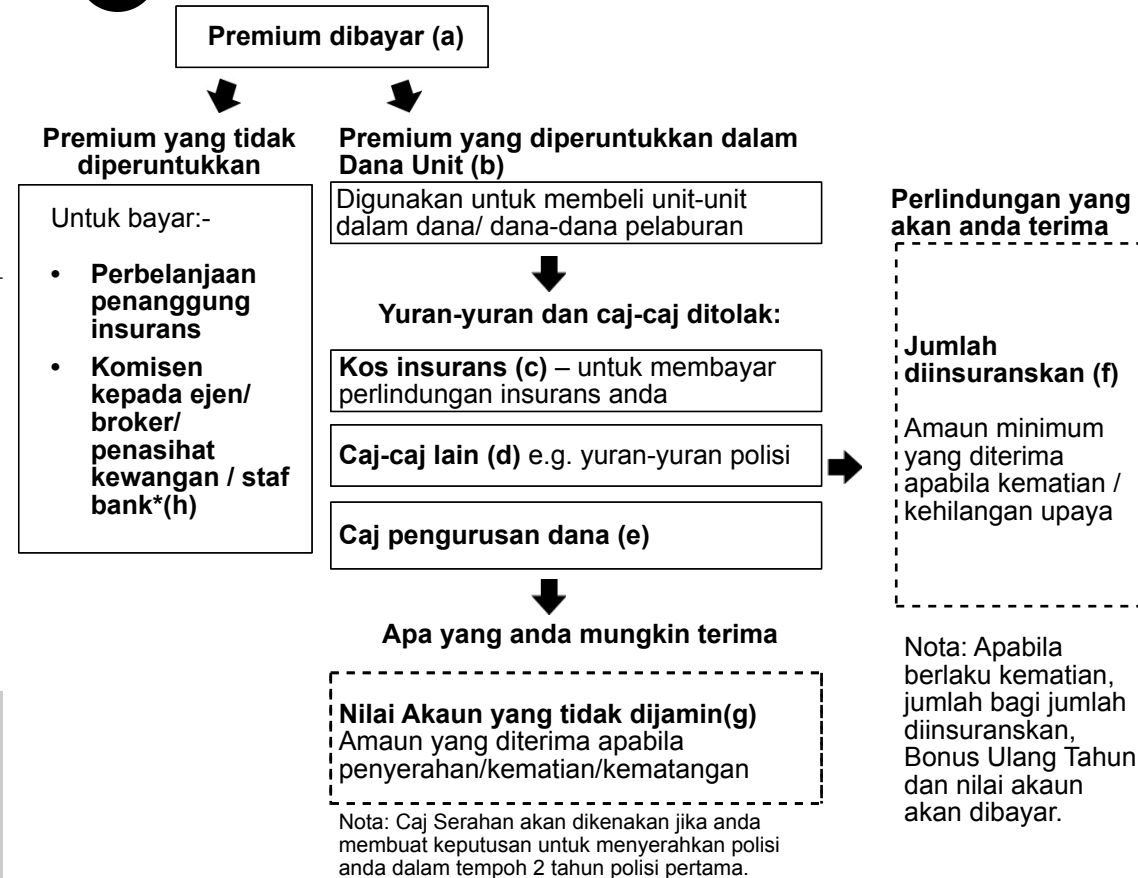 Premium dibayar (a)
Premium yang tidak
diperuntukkan
Untuk bayar:-
• Perbelanjaan
penanggung
insurans
• Komisen
kepada ejen/
broker/
penasihat
kewangan / staf
bank*(h)
Premium yang diperuntukkan dalam
Dana Unit (b)
Digunakan untuk membeli unit-unit
dalam dana/ dana-dana pelaburan
Yuran-yuran dan caj-caj ditolak:
Kos insurans (c) – untuk membayar
perlindungan insurans anda
Caj-caj lain (d) e.g. yuran-yuran polisi
Caj pengurusan dana (e)
Apa yang anda mungkin terima
Nilai Akaun yang tidak dijamin(g)
Amaun yang diterima apabila
penyerahan/kematian/kematangan
Nota: Caj Serahan akan dikenakan jika anda
membuat keputusan untuk menyerahkan polisi
anda dalam tempoh 2 tahun polisi pertama.
Perlindungan yang
akan anda terima
Jumlah
diinsuranskan (f)
Amaun minimum
yang diterima
apabila kematian /
kehilangan upaya
Nota: Apabila
berlaku kematian,
jumlah bagi jumlah
diinsuranskan,
Bonus Ulang Tahun
dan nilai akaun
akan dibayar.